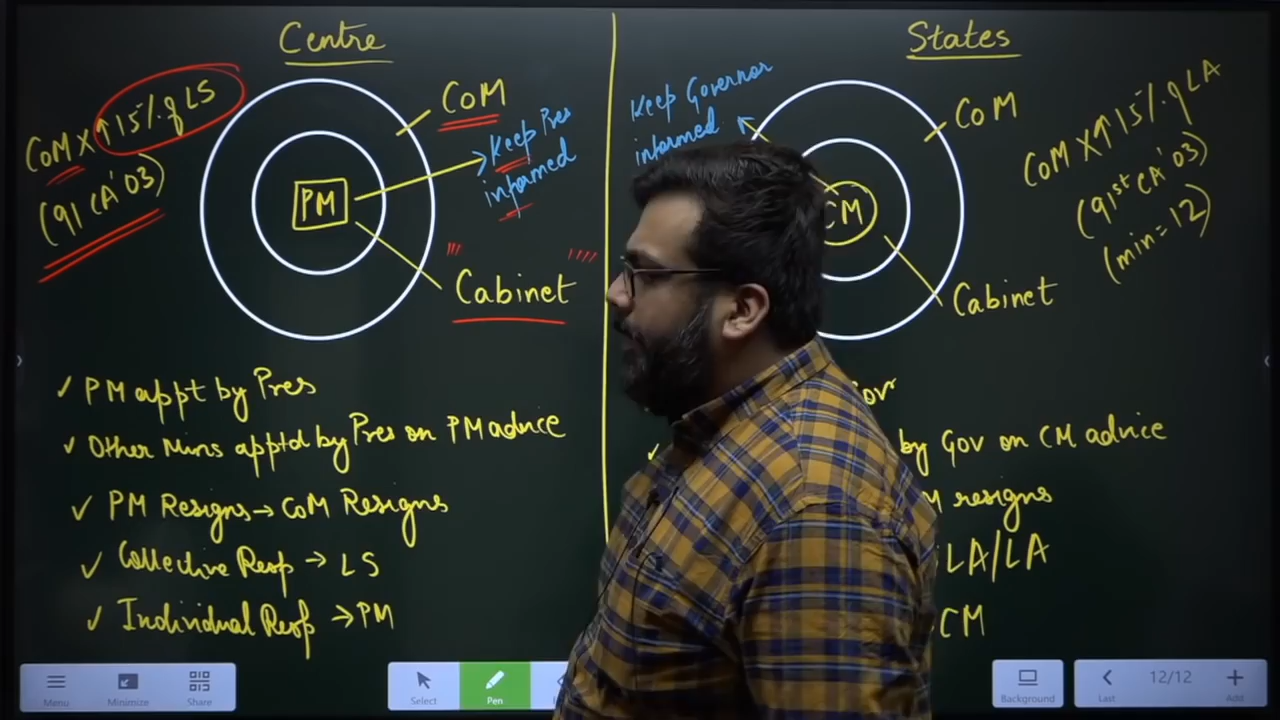 Centre
CoM X ↑15% of LS
(91 CA'03)
CoM
Keep Pres
informed
PM
Cabinet
✓ PM appt by Pres
✓ Other Mins apptd by Pres on PM advice
✓ PM Resigns → CoM Resigns
✓ Collective Resp → LS
✓ Individual Resp → PM
States
Keep Governor
informed
CoM
CoM X ↑ 15% of LA
(91st CA'03)
(min = 12)
CM
Cabinet
✓ by Gov on CM advice
resigns
LA/LA
CM
Menu
Minimize
Share
Select
Pen
Background
Last
12/12
Add